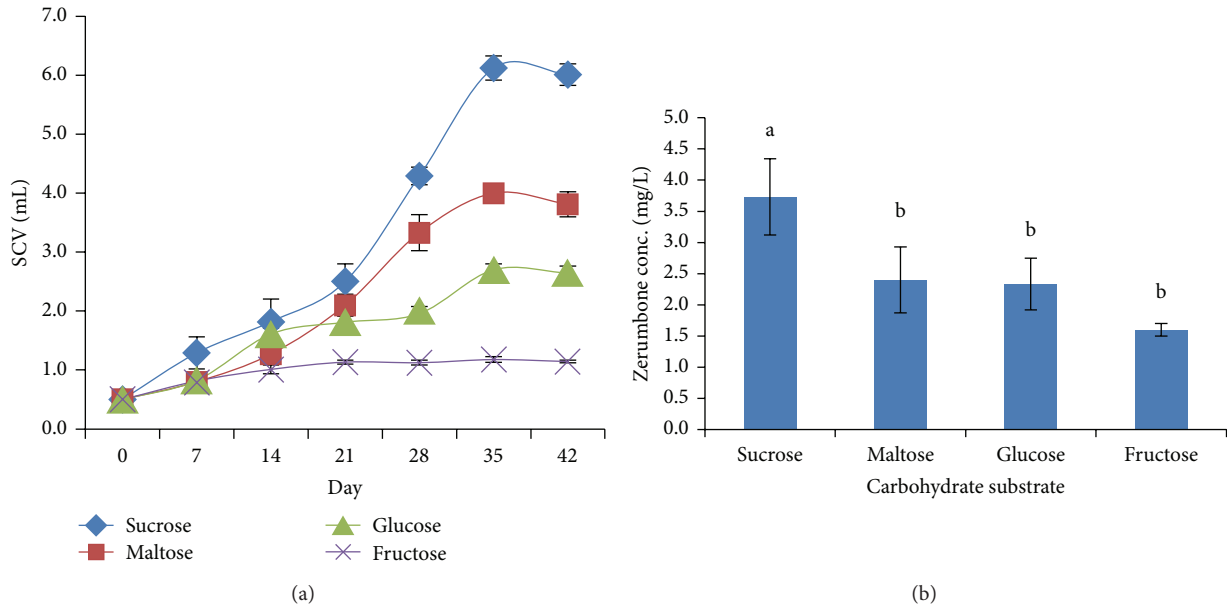 7.0
6.0
5.0
4.0
3.0
2.0
1.0
0.0
SCV (mL)
0 7 14 21 28 35 42
Day
Sucrose
Maltose
Glucose
Fructose
(a)
5.0
4.5
4.0
3.5
3.0
2.5
2.0
1.5
1.0
0.5
0.0
Zerumbone conc. (mg/L)
a
b
b
b
Sucrose Maltose Glucose Fructose
Carbohydrate substrate
(b)